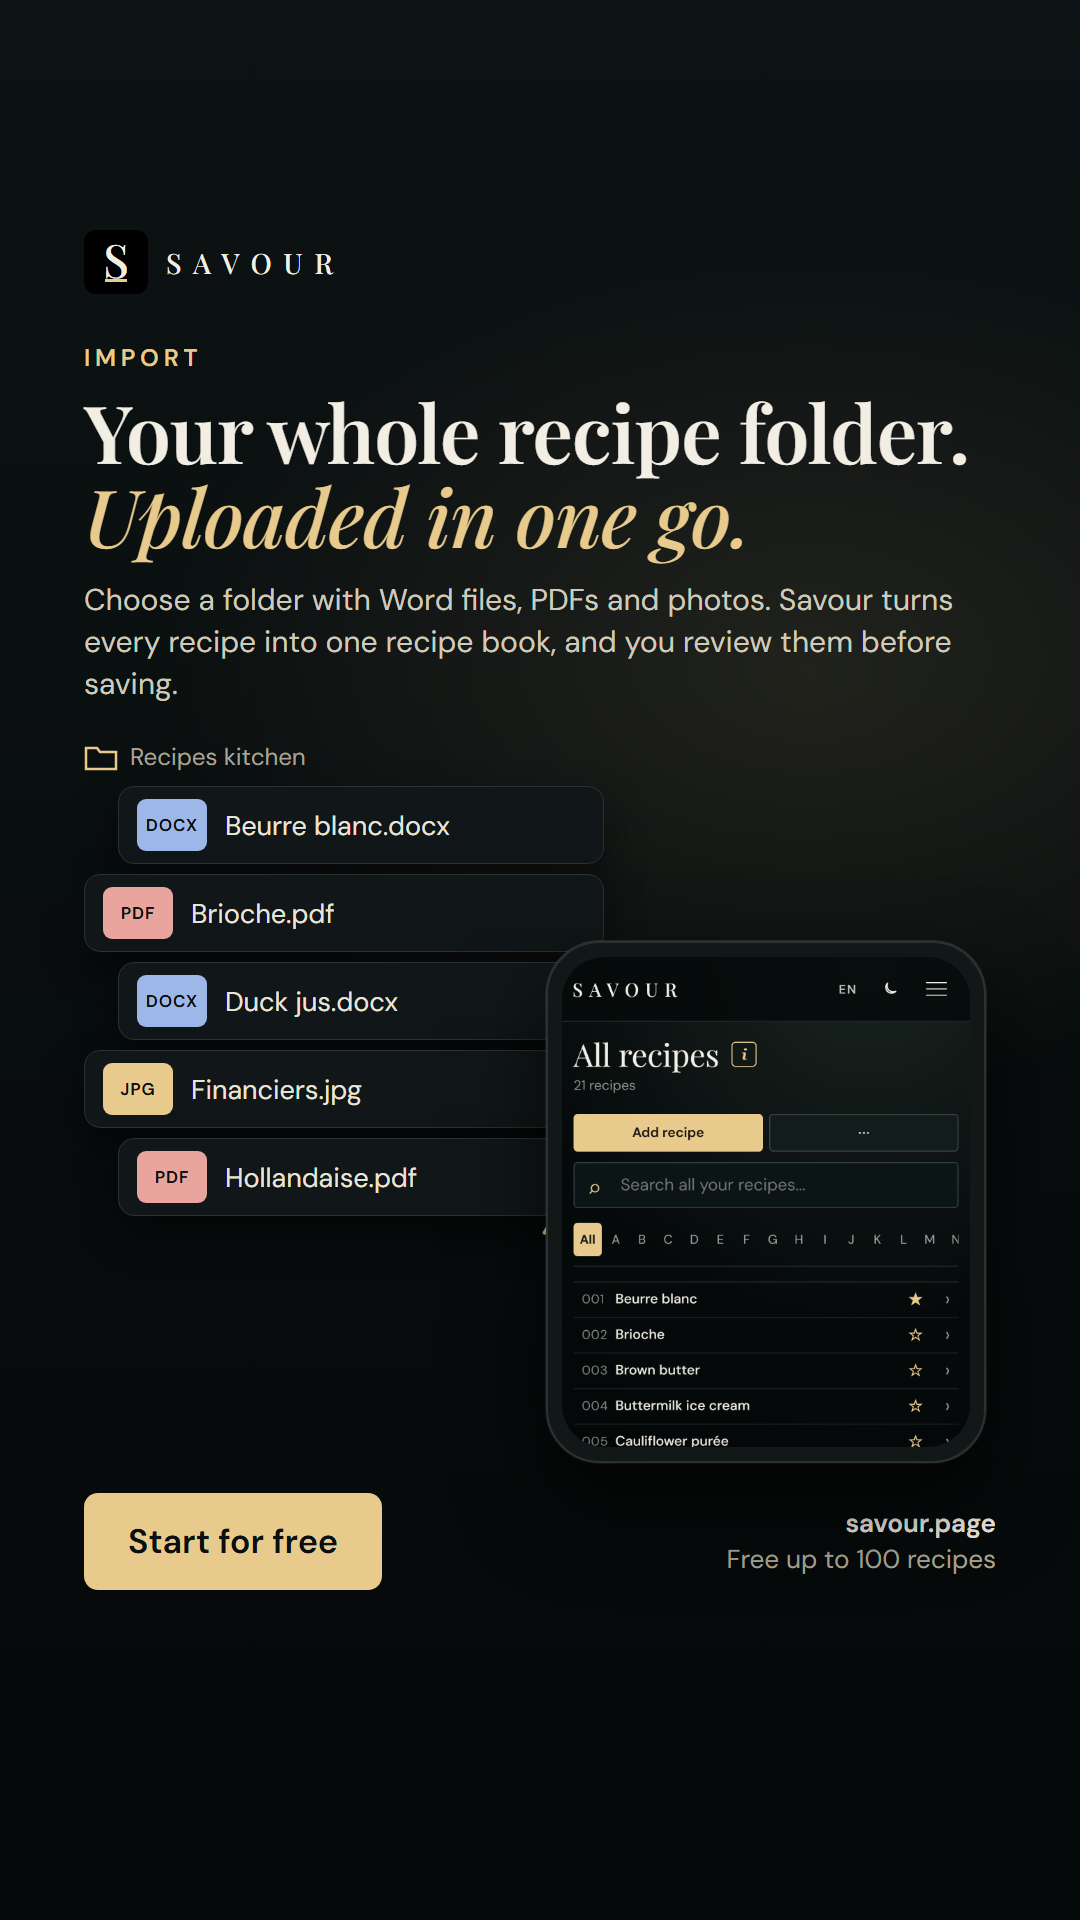 S SAVOUR
IMPORT
Your whole recipe folder.
Uploaded in one go.
Choose a folder with Word files, PDFs and photos. Savour turns
every recipe into one recipe book, and you review them before
saving.
Recipes kitchen
DOCX Beurre blanc.docx
PDF Brioche.pdf
DOCX Duck jus.docx
JPG Financiers.jpg
PDF Hollandaise.pdf
SAVOUR EN
All recipes i
21 recipes
Add recipe ...
Search all your recipes...
All A B C D E F G H I J K L M N
001 Beurre blanc
002 Brioche
003 Brown butter
004 Buttermilk ice cream
005 Cauliflower purée
Start for free
savour.page
Free up to 100 recipes